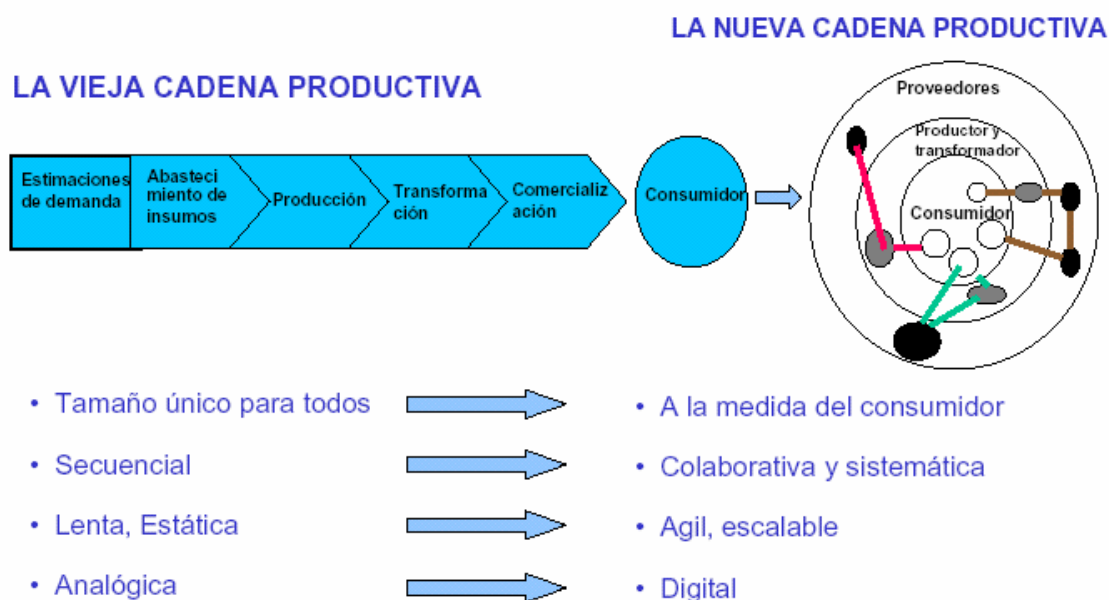 LA NUEVA CADENA PRODUCTIVA
LA VIEJA CADENA PRODUCTIVA
Estimaciones
de demanda
Abasteci
miento de
insumos
Producción
Transforma
ción
Comercializ
ación
Consumidor
Proveedores
Productor y
transformador
Consumidor
• Tamaño único para todos
• A la medida del consumidor
• Secuencial
• Colaborativa y sistemática
• Lenta, Estática
• Agil, escalable
• Analógica
• Digital